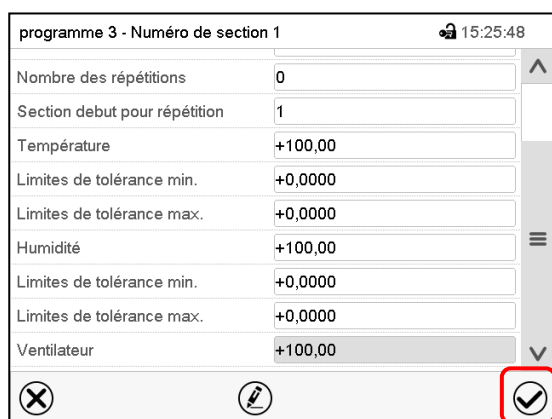 programme 3 - Numéro de section 1 15:25:48
Nombre des répétitions 0
Section debut pour répétition 1
Température +100,00
Limites de tolérance min. +0,0000
Limites de tolérance max. +0,0000
Humidité +100,00
Limites de tolérance min. +0,0000
Limites de tolérance max. +0,0000
Ventilateur +100,00